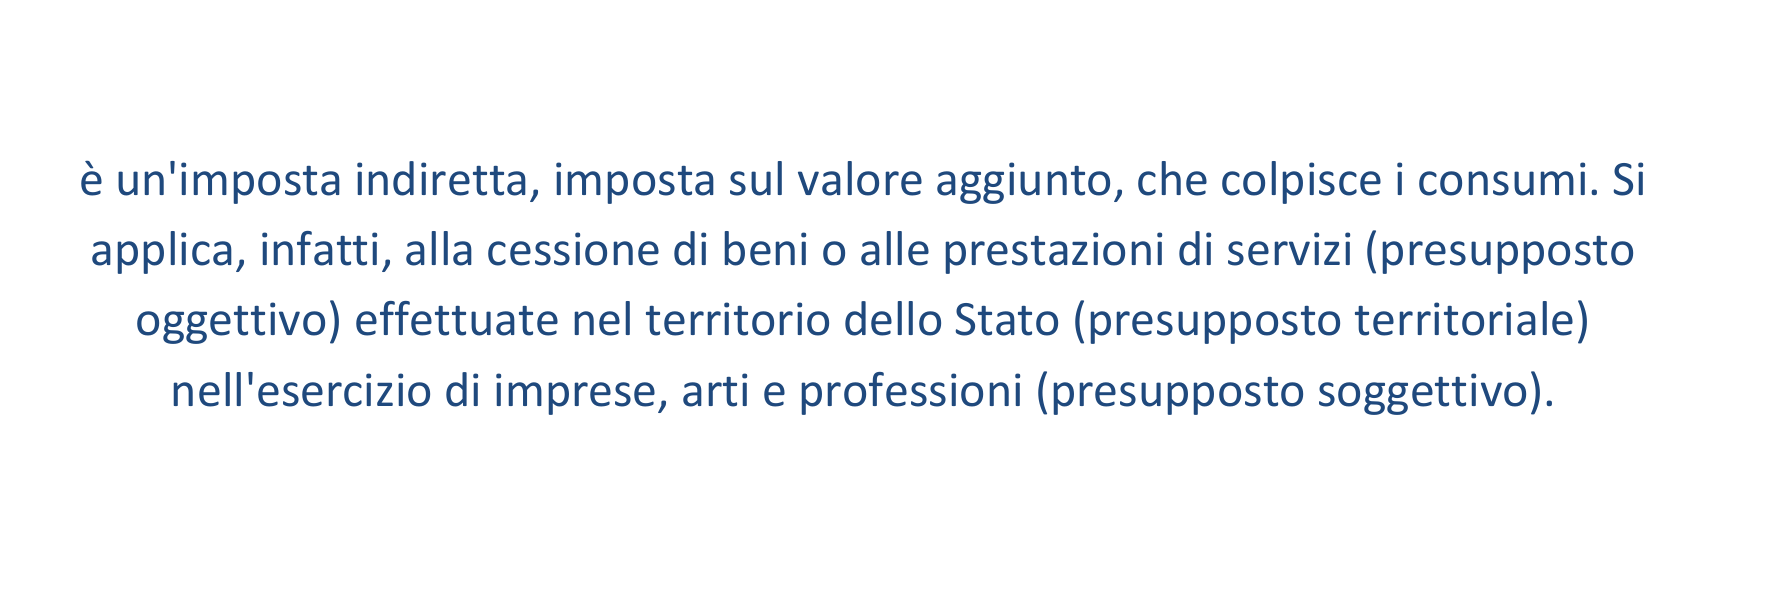 è un'imposta indiretta, imposta sul valore aggiunto, che colpisce i consumi. Si
applica, infatti, alla cessione di beni o alle prestazioni di servizi (presupposto
oggettivo) effettuate nel territorio dello Stato (presupposto territoriale)
nell'esercizio di imprese, arti e professioni (presupposto soggettivo).